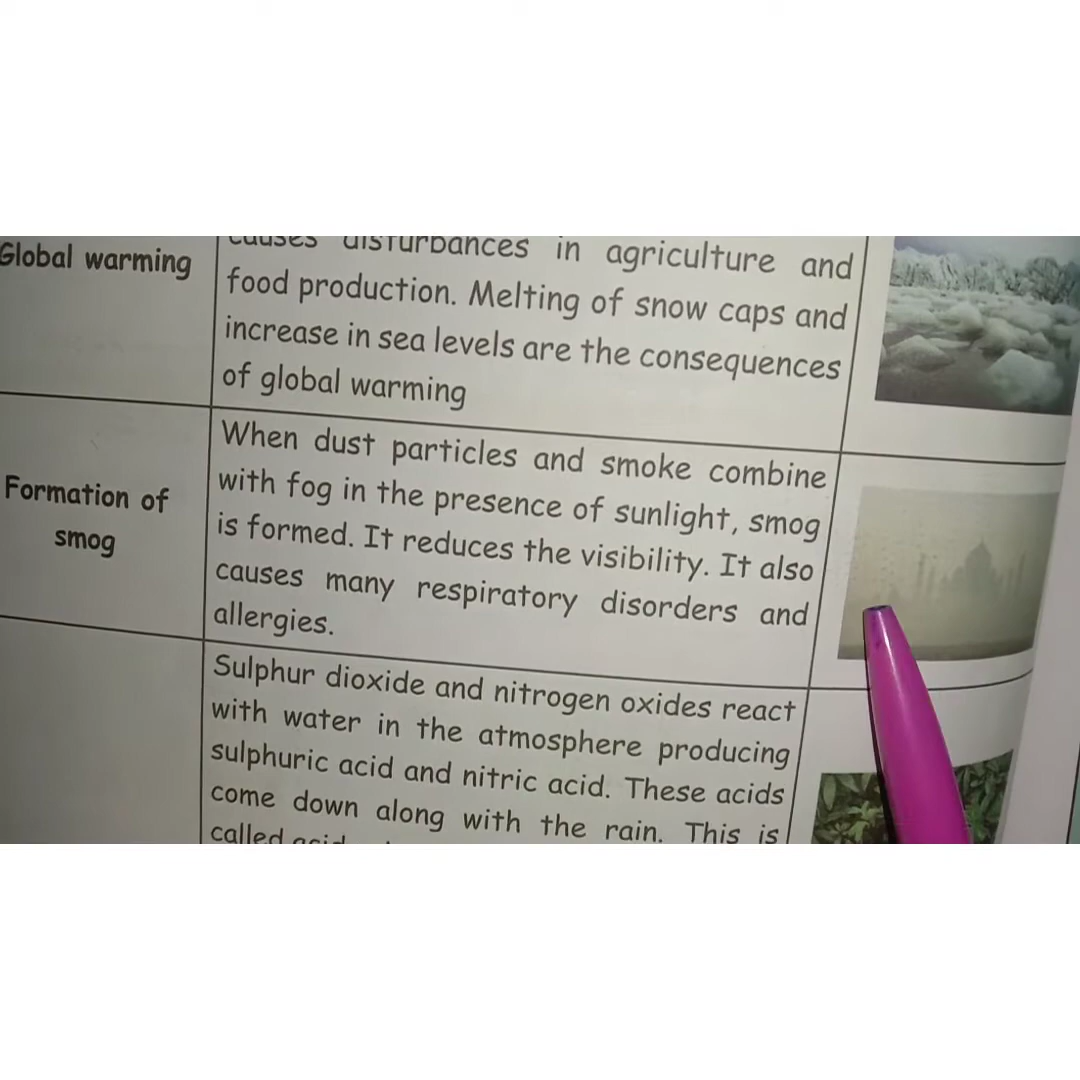 Global warming
causes disturbances in agriculture and
food production. Melting of snow caps and
increase in sea levels are the consequences
of global warming
Formation of
smog
When dust particles and smoke combine
with fog in the presence of sunlight, smog
is formed. It reduces the visibility. It also
causes many respiratory disorders and
allergies.
Sulphur dioxide and nitrogen oxides react
with water in the atmosphere producing
sulphuric acid and nitric acid. These acids
come down along with the rain. This is
called acid